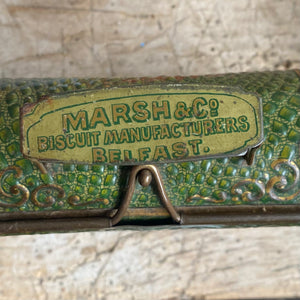 MARSH & Co
BISCUIT MANUFACTURERS
BELFAST.